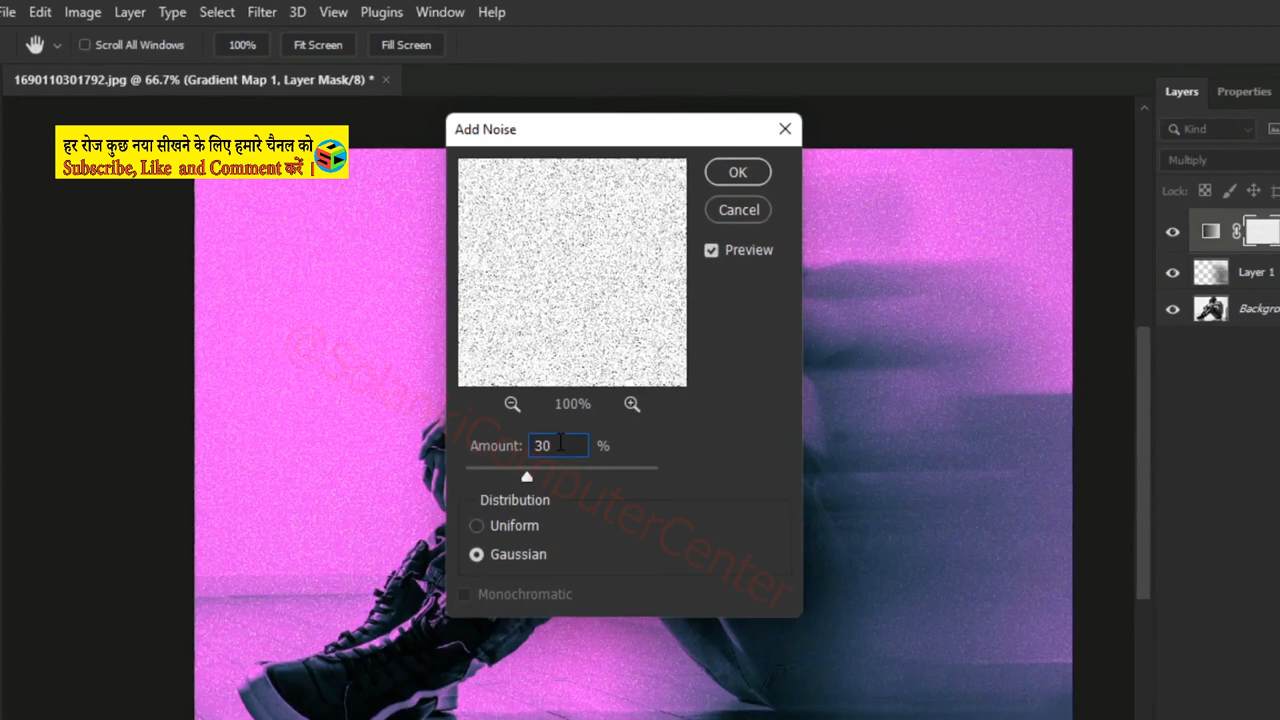 File Edit Image Layer Type Select Filter 3D View Plugins Window Help
Scroll All Windows 100% Fit Screen Fill Screen
1690110301792.jpg @ 66.7% (Gradient Map 1, Layer Mask/8) * ×
Layers Properties
हर रोज कुछ नया सीखने के लिए हमारे चैनल को
Subscribe, Like and Comment करें |
Add Noise
OK
Cancel
Preview
Kind
Multiply
Lock:
Layer 1
Backgro
100%
Amount: 30 %
Distribution
Uniform
Gaussian
Monochromatic
@SolankiComputerCenter